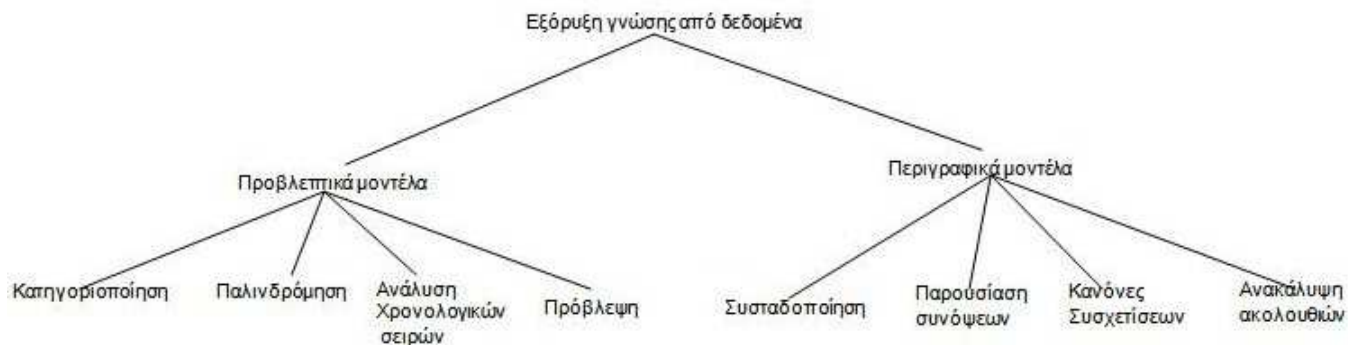 Εξόρυξη γνώσης από δεδομένα
Προβλεπτικά μοντέλα
Περιγραφικά μοντέλα
Κατηγοριοποίηση
Παλινδρόμηση
Ανάλυση
Χρονολογικών
σειρών
Πρόβλεψη
Συσταδοποίηση
Παρουσίαση
συνόψεων
Κανόνες
Συσχετίσεων
Ανακάλυψη
ακολουθιών